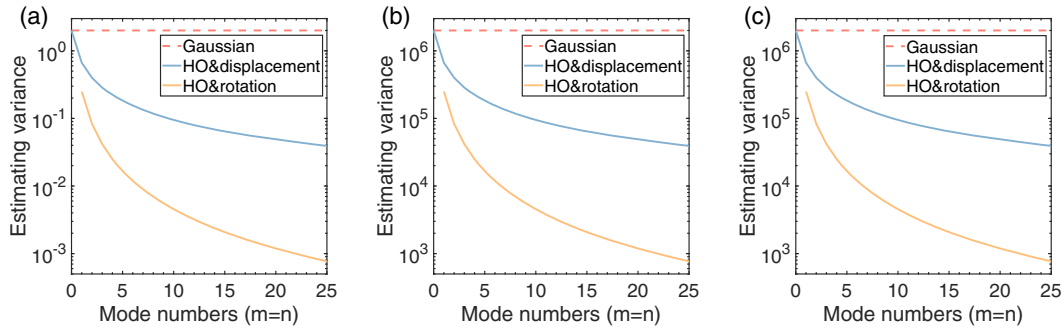 (a)
Estimating variance
10^0
10^-1
10^-2
10^-3
Gaussian
HO&displacement
HO&rotation
0 5 10 15 20 25
Mode numbers (m=n)
(b)
Estimating variance
10^6
10^5
10^4
10^3
Gaussian
HO&displacement
HO&rotation
0 5 10 15 20 25
Mode numbers (m=n)
(c)
Estimating variance
10^6
10^5
10^4
10^3
Gaussian
HO&displacement
HO&rotation
0 5 10 15 20 25
Mode numbers (m=n)